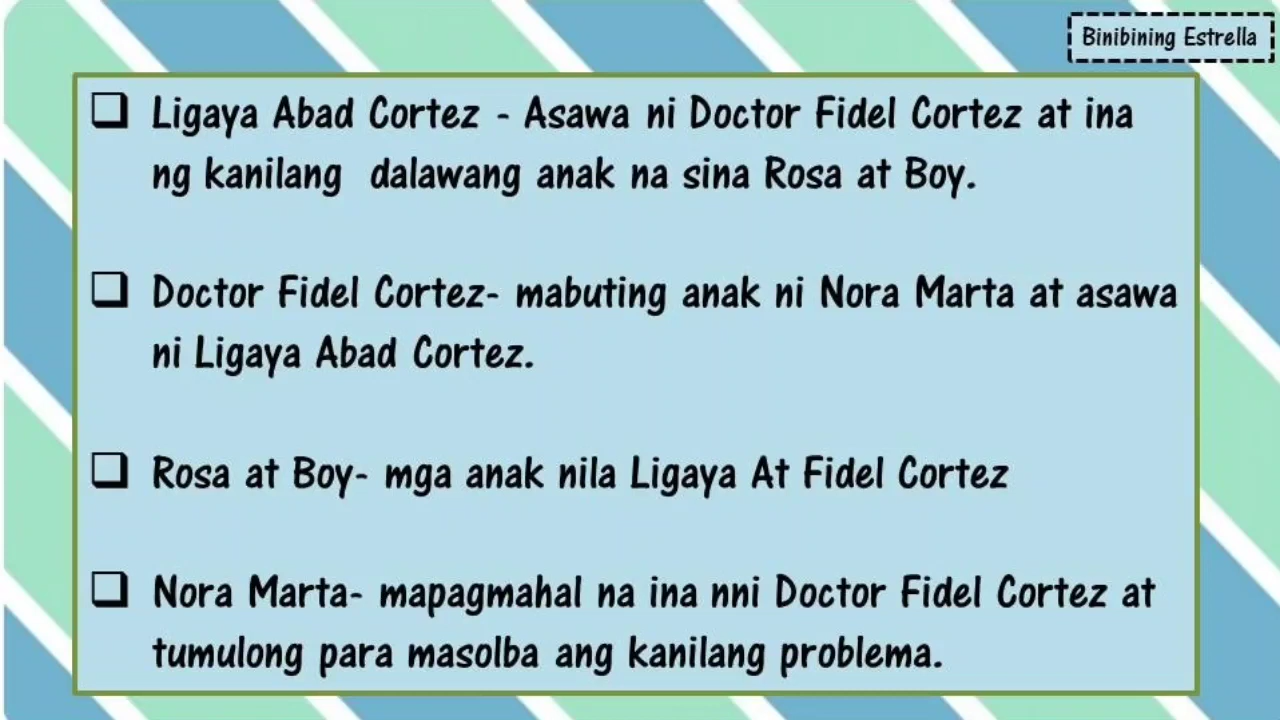 Binibining Estrella
Ligaya Abad Cortez - Asawa ni Doctor Fidel Cortez at ina
ng kanilang dalawang anak na sina Rosa at Boy.
Doctor Fidel Cortez- mabuting anak ni Nora Marta at asawa
ni Ligaya Abad Cortez.
Rosa at Boy- mga anak nila Ligaya At Fidel Cortez
Nora Marta- mapagmahal na ina nni Doctor Fidel Cortez at
tumulong para masolba ang kanilang problema.